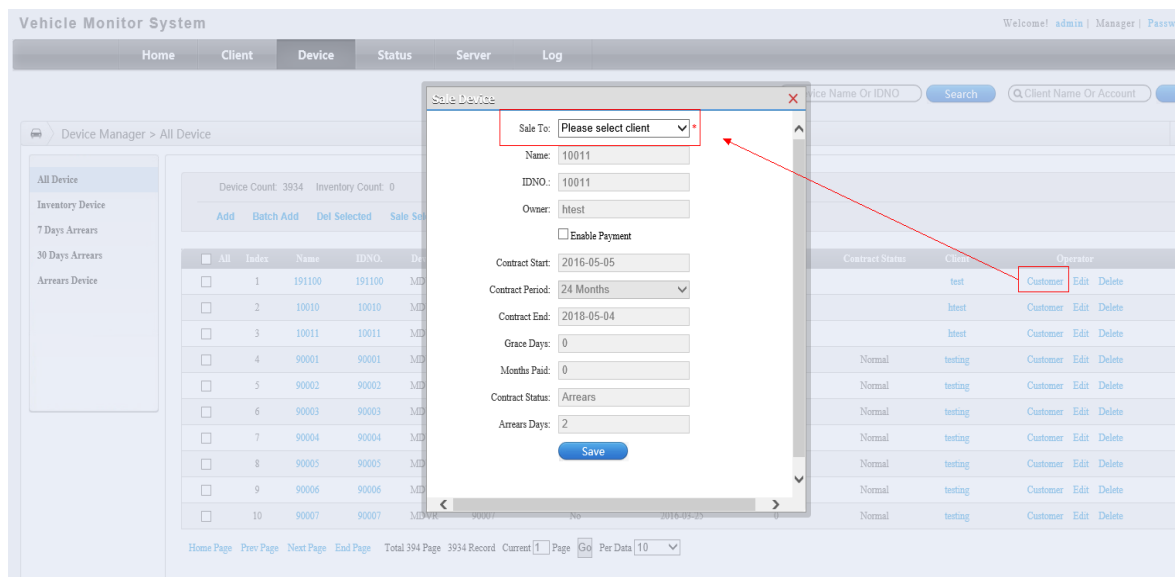 Vehicle Monitor System
Welcome! admin | Manager |
Home Client Device Status Server Log
Device Name Or IDNO Search Client Name Or Account
Sale Device
Device Manager > All Device
All Device
Inventory Device
7 Days Arrears
30 Days Arrears
Arrears Device
Device Count: 3934 Inventory Count: 0
Add Batch Add Del Selected
Sale To: Please select client *
Name: 10011
IDNO.: 10011
Owner: htest
Enable Payment
Contract Start: 2016-05-05
Contract Period: 24 Months
Contract End: 2018-05-04
Grace Days: 0
Months Paid: 0
Contract Status: Arrears
Arrears Days: 2
Save
All Index Name IDNO. Contract Status Client Operator
1 191100 191100 test Customer Edit Delete
2 10010 10010 htest Customer Edit Delete
3 10011 10011 htest Customer Edit Delete
4 90001 90001 Normal testing Customer Edit Delete
5 90002 90002 Normal testing Customer Edit Delete
6 90003 90003 Normal testing Customer Edit Delete
7 90004 90004 Normal testing Customer Edit Delete
8 90005 90005 Normal testing Customer Edit Delete
9 90006 90006 Normal testing Customer Edit Delete
10 90007 90007 MDVR 90007 No 2016-03-25 0 Normal testing Customer Edit Delete
Home Page Prev Page Next Page End Page Total 394 Page 3934 Record Current 1 Page Go Per Data 10